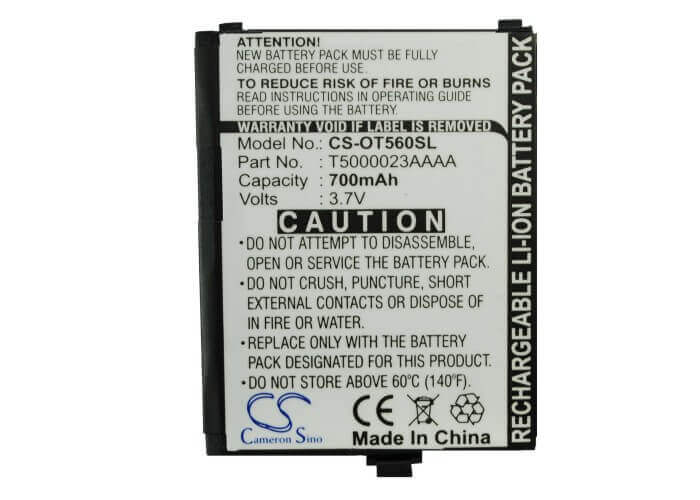 ATTENTION!
NEW BATTERY PACK MUST BE FULLY
CHARGED BEFORE USE.
TO REDUCE RISK OF FIRE OR BURNS
READ INSTRUCTIONS IN OPERATING GUIDE
BEFORE USING BATTERY
WARRANTY VOID IF LABEL IS REMOVED
Model No.: CS-OT560SL
Part No. : T5000023AAAA
Capacity : 700mAh
Volts : 3.7V
CAUTION
•DO NOT ATTEMPT TO DISASSEMBLE,
OPEN OR SERVICE THE BATTERY PACK.
•DO NOT CRUSH, PUNCTURE, SHORT
EXTERNAL CONTACTS OR DISPOSE OF
IN FIRE OR WATER.
•REPLACE ONLY WITH THE BATTERY
PACK DESIGNATED FOR THIS PRODUCT.
•DO NOT STORE ABOVE 60°C (140°F).
CS
Cameron Sino
CE
Made In China
RECHARGEABLE LI-ION BATTERY PACK